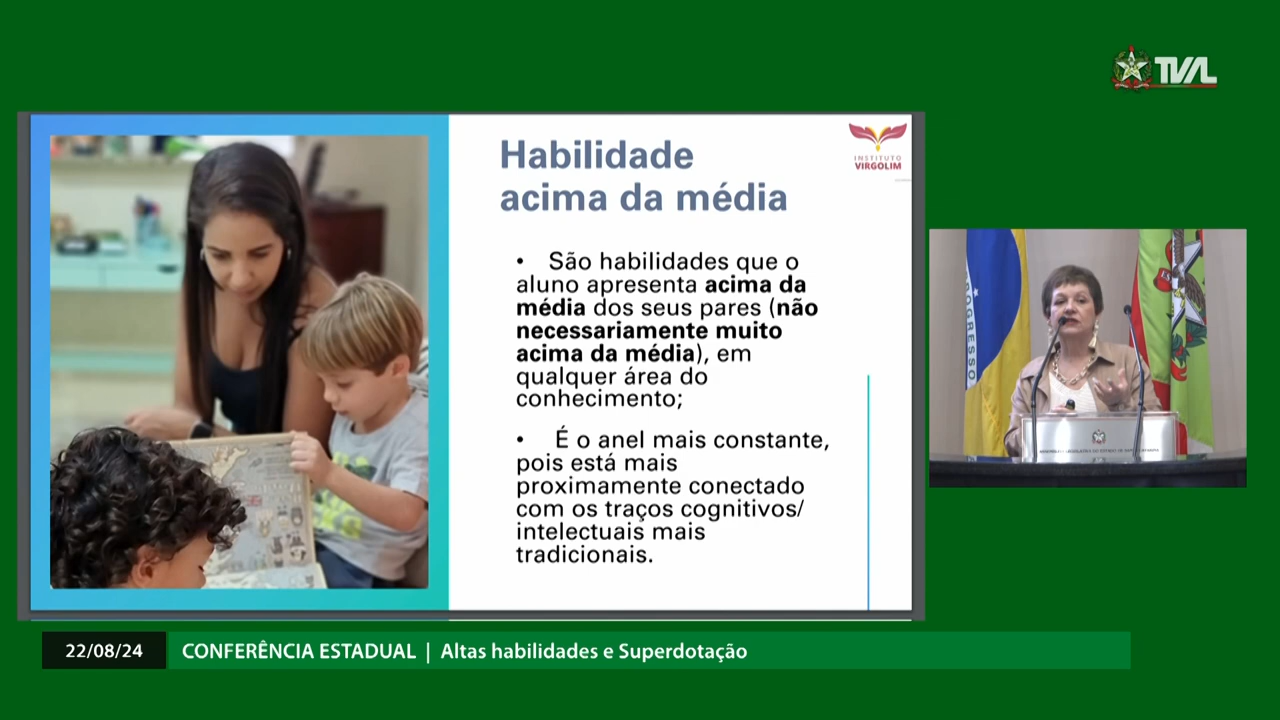 TVAL
Habilidade
acima da média
INSTITUTO
VIRGOLIM
• São habilidades que o
aluno apresenta acima da
média dos seus pares (não
necessariamente muito
acima da média), em
qualquer área do
conhecimento;
• É o anel mais constante,
pois está mais
proximamente conectado
com os traços cognitivos/
intelectuais mais
tradicionais.
22/08/24
CONFERÊNCIA ESTADUAL | Altas habilidades e Superdotação